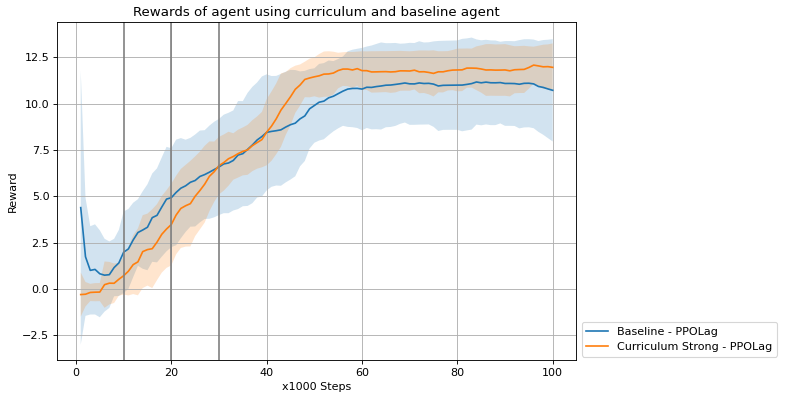 Rewards of agent using curriculum and baseline agent
Reward
12.5
10.0
7.5
5.0
2.5
0.0
−2.5
0
20
40
60
80
100
x1000 Steps
Baseline - PPOLag
Curriculum Strong - PPOLag